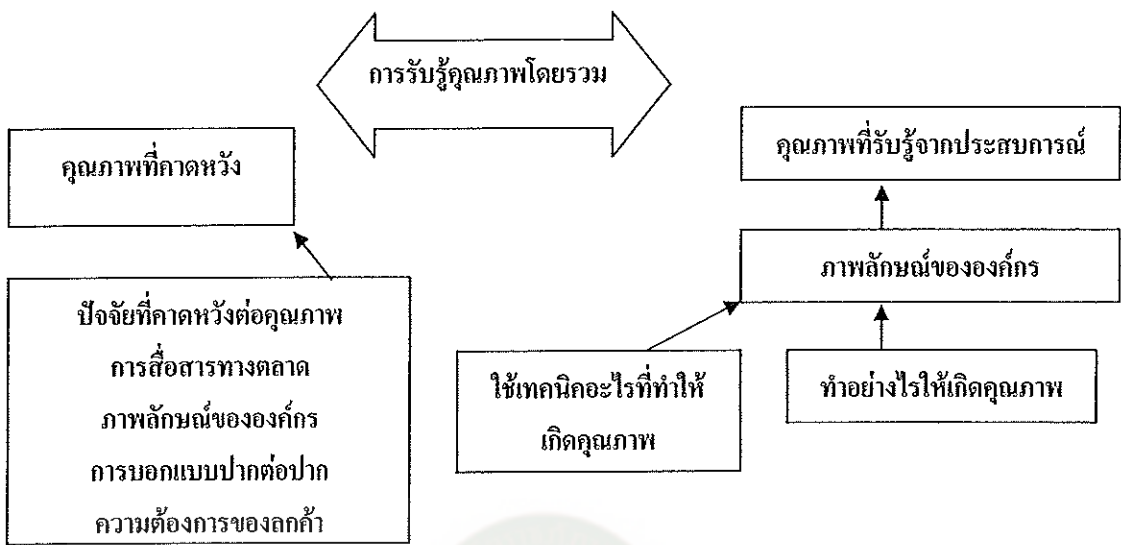 การรับรู้คุณภาพโดยรวม
คุณภาพที่คาดหวัง
คุณภาพที่รับรู้จากประสบการณ์
ภาพลักษณ์ขององค์กร
ปัจจัยที่คาดหวังต่อคุณภาพ
การสื่อสารทางตลาด
ภาพลักษณ์ขององค์กร
การบอกแบบปากต่อปาก
ความต้องการของลกค้า
ใช้เทคนิคอะไรที่ทำให้
เกิดคุณภาพ
ทำอย่างไรให้เกิดคุณภาพ